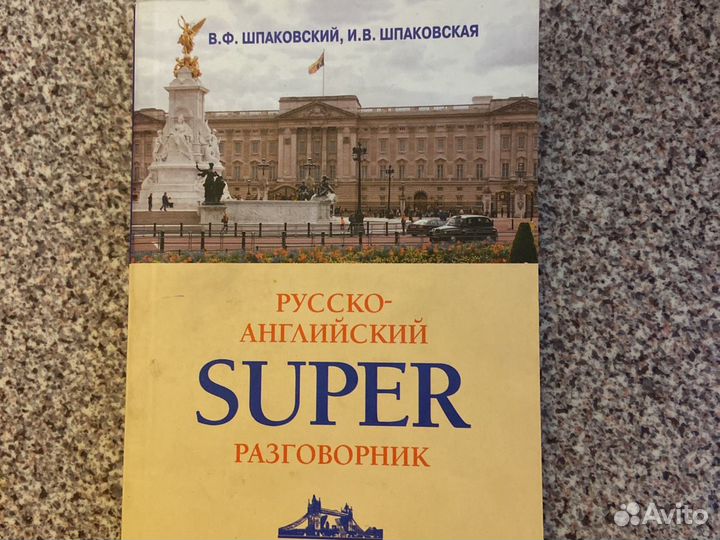 В.Ф. ШПАКОВСКИЙ, И.В. ШПАКОВСКАЯ
РУССКО-
АНГЛИЙСКИЙ
SUPER
РАЗГОВОРНИК
Avito